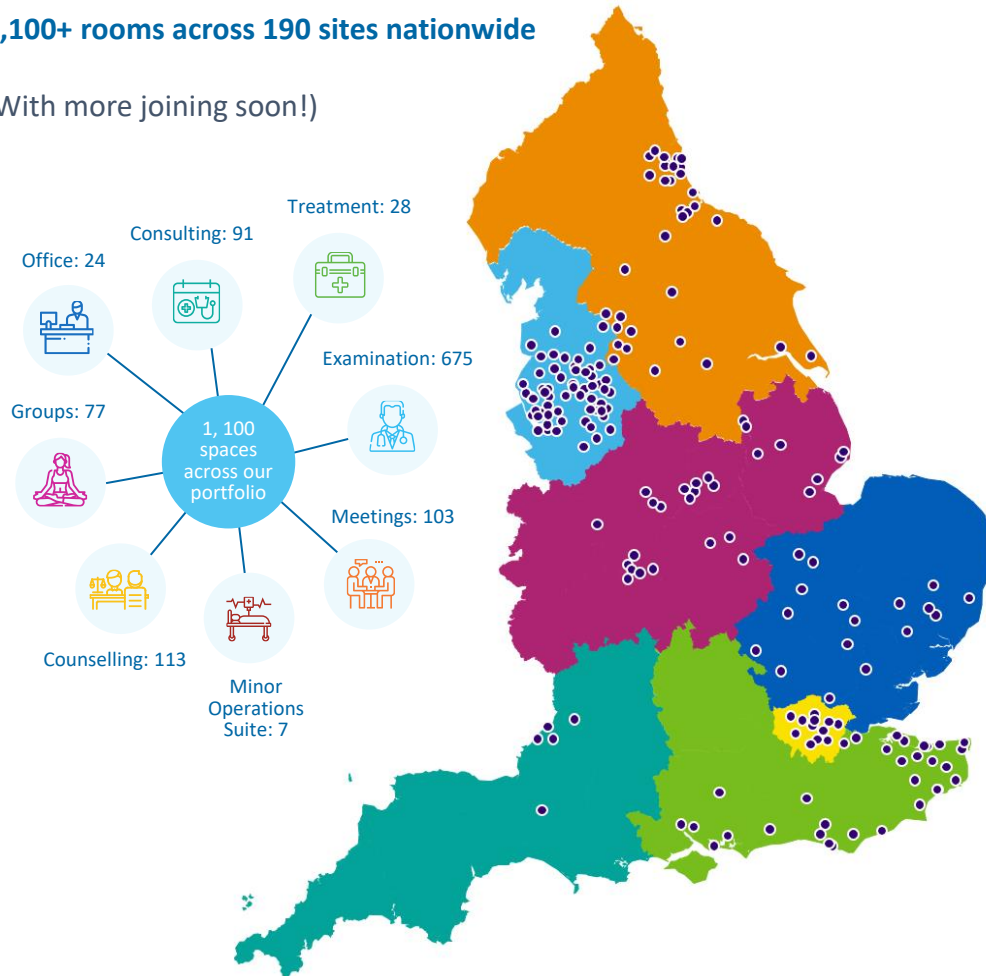 ,100+ rooms across 190 sites nationwide
With more joining soon!)
Treatment: 28
Consulting: 91
Office: 24
Examination: 675
Groups: 77
1, 100
spaces
across our
portfolio
Meetings: 103
Counselling: 113
Minor
Operations
Suite: 7